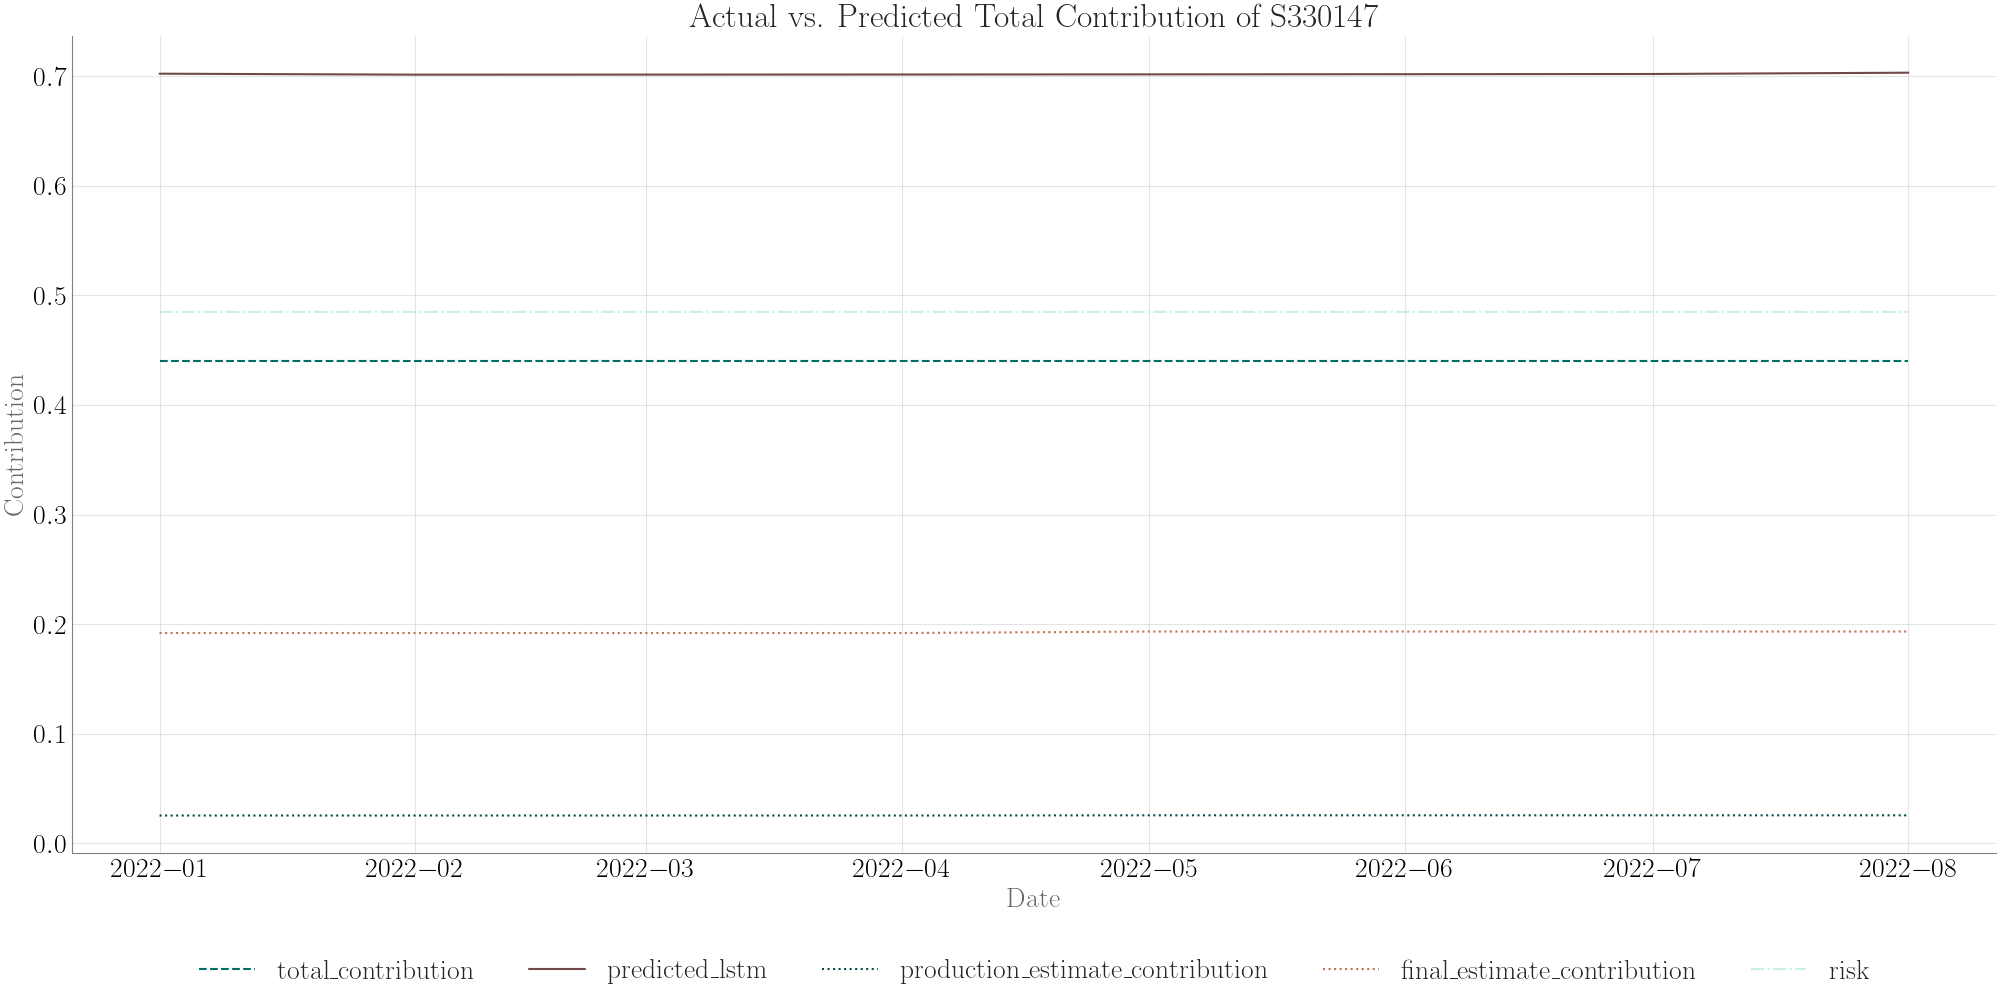 Actual vs. Predicted Total Contribution of S330147
Contribution
0.7
0.6
0.5
0.4
0.3
0.2
0.1
0.0
2022−01 2022−02 2022−03 2022−04 2022−05 2022−06 2022−07 2022−08
Date
total_contribution predicted_lstm production_estimate_contribution final_estimate_contribution risk